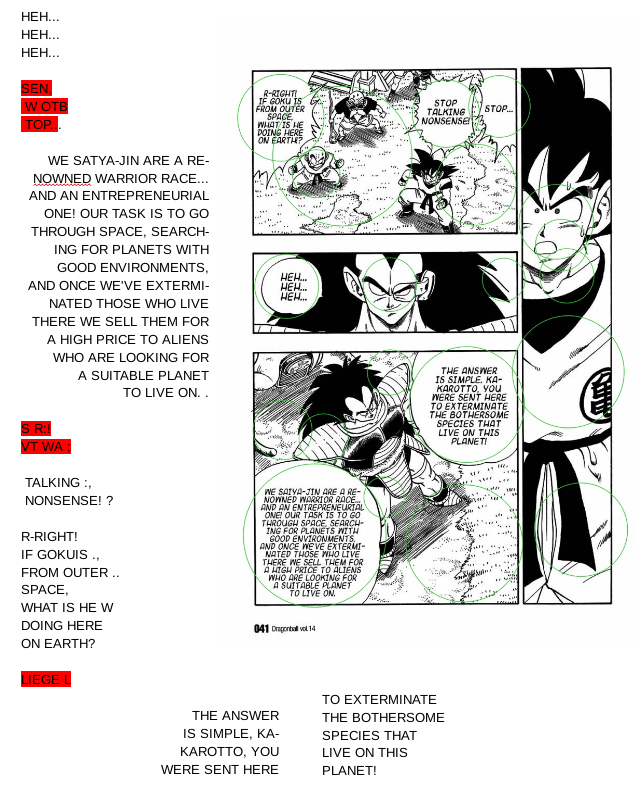 HEH...
HEH...
HEH...
SEN.
W OTB
TOP. .
WE SATYA-JIN ARE A RE-
NOWNED WARRIOR RACE...
AND AN ENTREPRENEURIAL
ONE! OUR TASK IS TO GO
THROUGH SPACE, SEARCH-
ING FOR PLANETS WITH
GOOD ENVIRONMENTS,
AND ONCE WE'VE EXTERMI-
NATED THOSE WHO LIVE
THERE WE SELL THEM FOR
A HIGH PRICE TO ALIENS
WHO ARE LOOKING FOR
A SUITABLE PLANET
TO LIVE ON. .
S R:I
VT WA ;
TALKING :,
NONSENSE! ?
R-RIGHT!
IF GOKUIS .,
FROM OUTER ..
SPACE,
WHAT IS HE W
DOING HERE
ON EARTH?
LIEGE L
THE ANSWER
IS SIMPLE, KA-
KAROTTO, YOU
WERE SENT HERE
TO EXTERMINATE
THE BOTHERSOME
SPECIES THAT
LIVE ON THIS
PLANET!
R-RIGHT!
IF GOKU IS
FROM OUTER
SPACE,
WHAT IS HE
DOING HERE
ON EARTH?
STOP
TALKING
NONSENSE!
STOP...
HEH...
HEH...
HEH...
THE ANSWER
IS SIMPLE, KA-
KAROTTO, YOU
WERE SENT HERE
TO EXTERMINATE
THE BOTHERSOME
SPECIES THAT
LIVE ON THIS
PLANET!
WE SAIYA-JIN ARE A RE-
NOWNED WARRIOR RACE...
AND AN ENTREPRENEURIAL
ONE! OUR TASK IS TO GO
THROUGH SPACE, SEARCH-
ING FOR PLANETS WITH
GOOD ENVIRONMENTS,
AND ONCE WE'VE EXTERMI-
NATED THOSE WHO LIVE
THERE WE SELL THEM FOR
A HIGH PRICE TO ALIENS
WHO ARE LOOKING FOR
A SUITABLE PLANET
TO LIVE ON.
亀
041 Dragonball vol.14